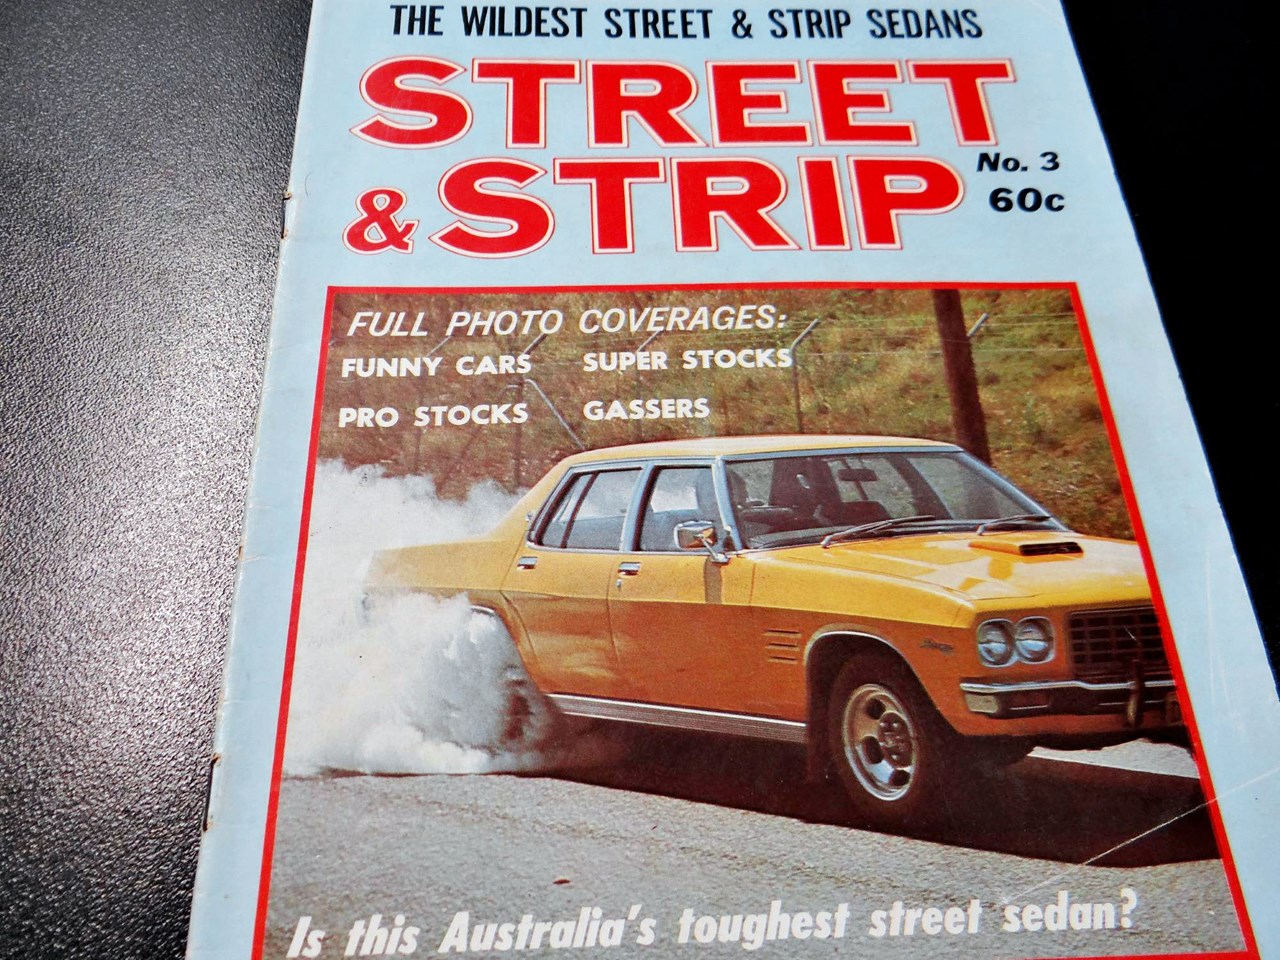 THE WILDEST STREET & STRIP SEDANS
STREET
& STRIP
No. 3
60c
FULL PHOTO COVERAGES:
FUNNY CARS SUPER STOCKS
PRO STOCKS GASSERS
Is this Australia's toughest street sedan?